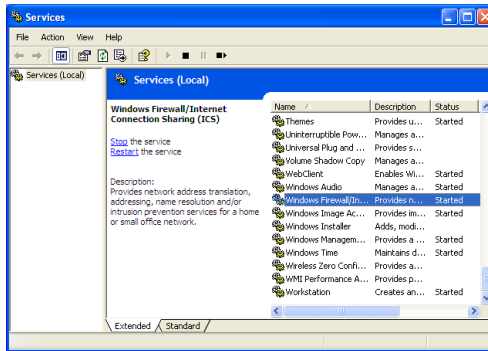 Services
File Action View Help
Services (Local)
Services (Local)
Windows Firewall/Internet
Connection Sharing (ICS)
Stop the service
Restart the service
Description:
Provides network address translation,
addressing, name resolution and/or
intrusion prevention services for a home
or small office network.
Name Description Status
Themes Provides u... Started
Uninterruptible Pow... Manages a...
Universal Plug and ... Provides s...
Volume Shadow Copy Manages a...
WebClient Enables Wi... Started
Windows Audio Manages a... Started
Windows Firewall/In... Provides n... Started
Windows Image Ac... Provides im... Started
Windows Installer Adds, modi...
Windows Managem... Provides a ... Started
Windows Time Maintains d... Started
Wireless Zero Confi... Provides a...
WMI Performance A... Provides p...
Workstation Creates an... Started
Extended Standard